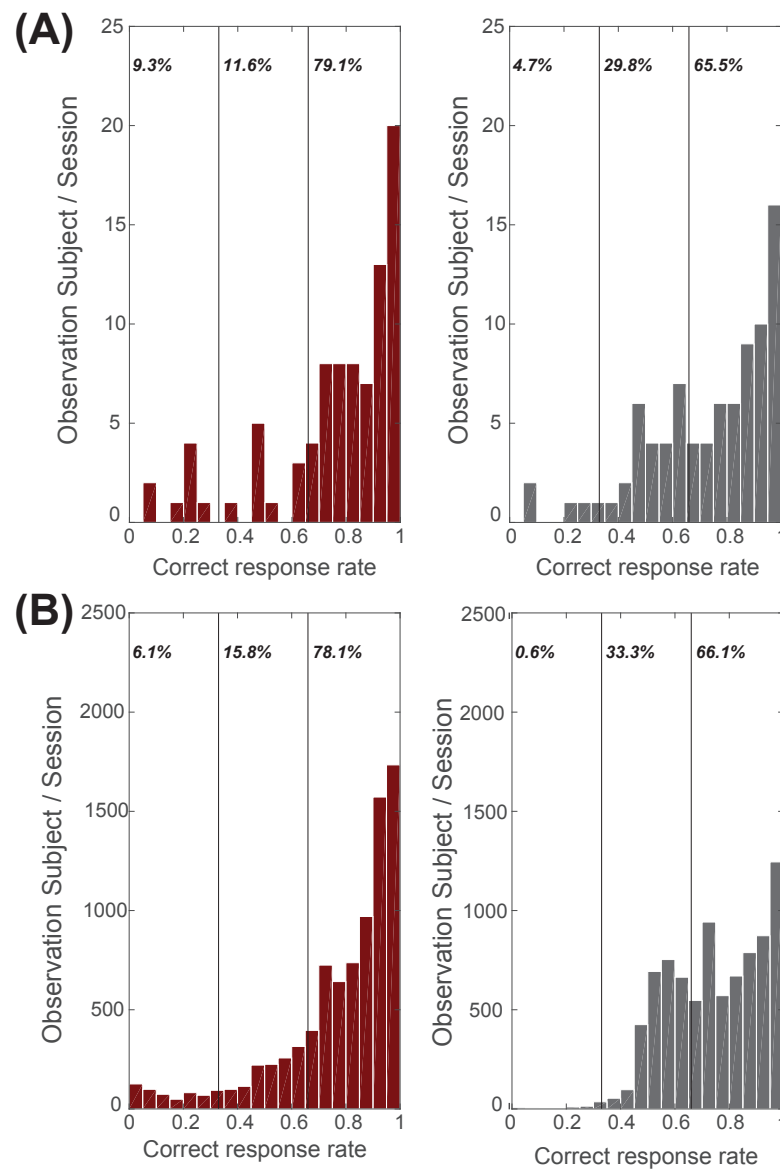 (A)
25
20
15
10
5
0
9.3% 11.6% 79.1%
0 0.2 0.4 0.6 0.8 1
Correct response rate
Observation Subject / Session
25
20
15
10
5
0
4.7% 29.8% 65.5%
0 0.2 0.4 0.6 0.8 1
Correct response rate
Observation Subject / Session
(B)
2500
2000
1500
1000
500
0
6.1% 15.8% 78.1%
0 0.2 0.4 0.6 0.8 1
Correct response rate
Observation Subject / Session
2500
2000
1500
1000
500
0
0.6% 33.3% 66.1%
0 0.2 0.4 0.6 0.8 1
Correct response rate
Observation Subject / Session